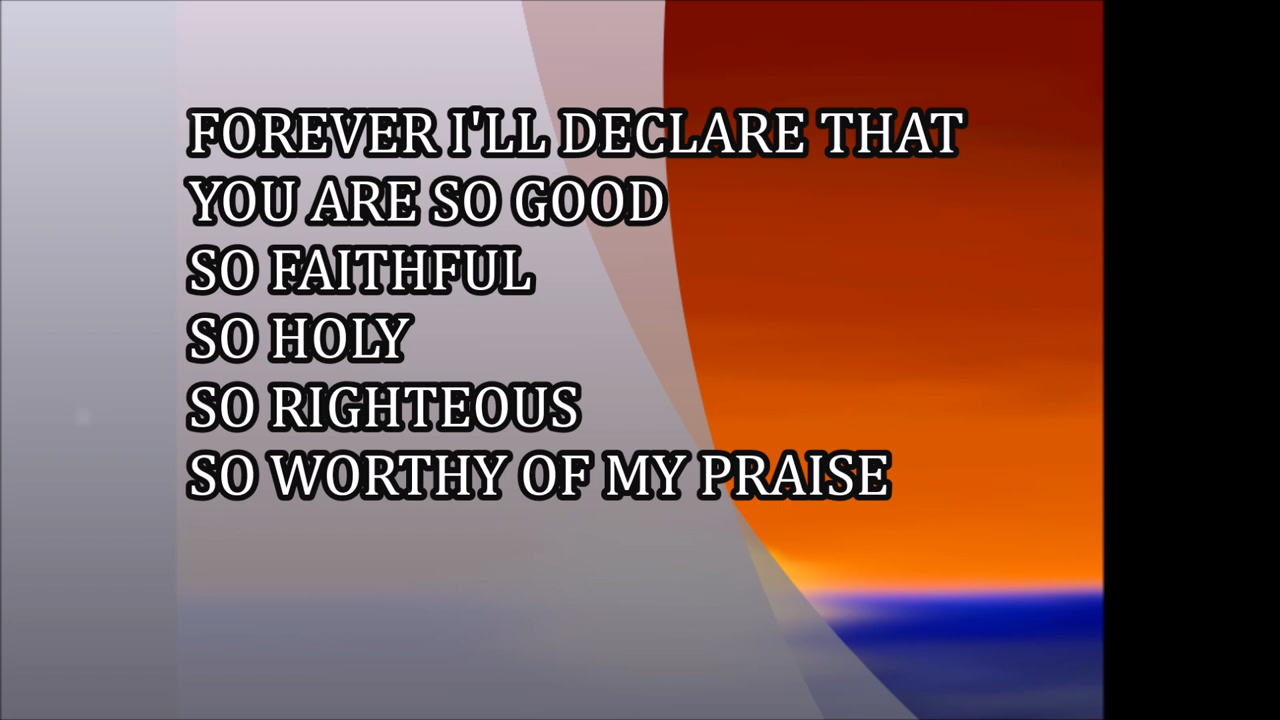 FOREVER I'LL DECLARE THAT
YOU ARE SO GOOD
SO FAITHFUL
SO HOLY
SO RIGHTEOUS
SO WORTHY OF MY PRAISE